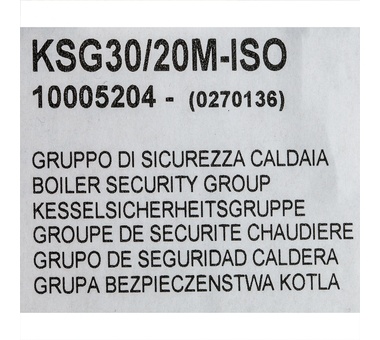 KSG30/20M-ISO
10005204 - (0270136)
GRUPPO DI SICUREZZA CALDAIA
BOILER SECURITY GROUP
KESSELSICHERHEITSGRUPPE
GROUPE DE SECURITE CHAUDIERE
GRUPO DE SEGURIDAD CALDERA
GRUPA BEZPIECZENSTWA KOTLA